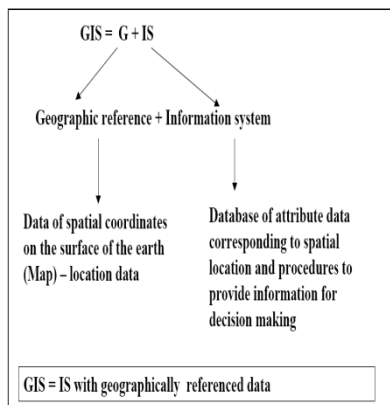 GIS = G + IS
Geographic reference + Information system
Data of spatial coordinates
on the surface of the earth
(Map) – location data
Database of attribute data
corresponding to spatial
location and procedures to
provide information for
decision making
GIS = IS with geographically referenced data